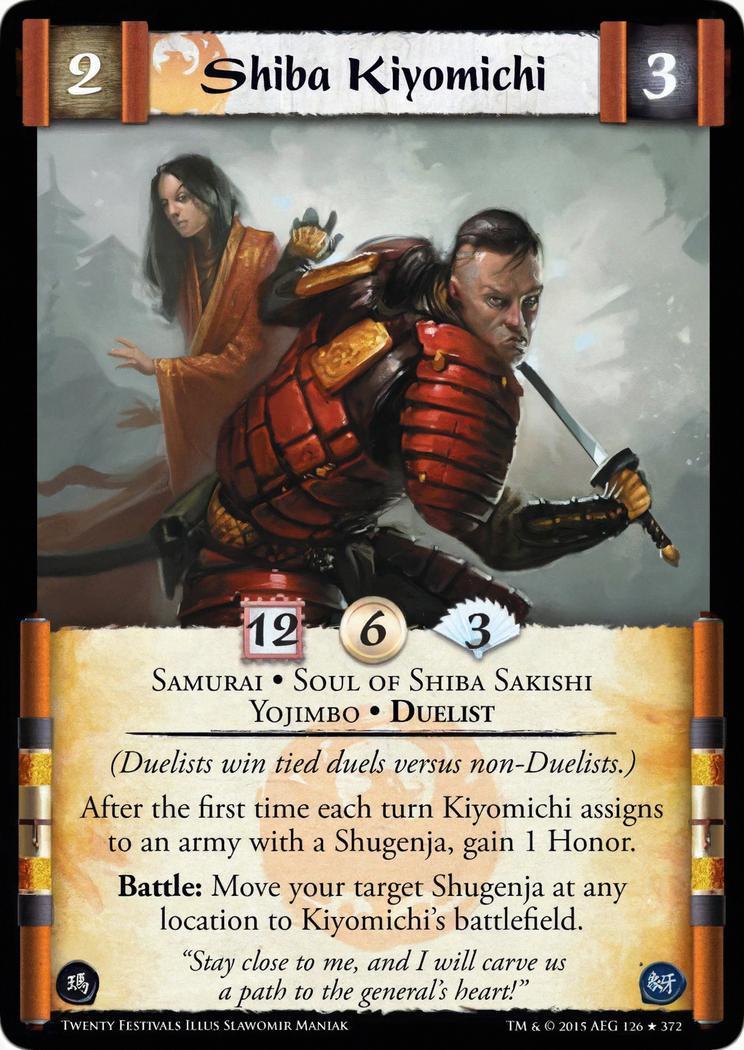 2
Shiba Kiyomichi
3
12
6
3
Samurai • Soul of Shiba Sakishi
Yojimbo • Duelist
(Duelists win tied duels versus non-Duelists.)
After the first time each turn Kiyomichi assigns
to an army with a Shugenja, gain 1 Honor.
Battle: Move your target Shugenja at any
location to Kiyomichi's battlefield.
“Stay close to me, and I will carve us
a path to the general's heart!”
Twenty Festivals Illus Slawomir Maniak
TM & © 2015 AEG 126 ★ 372